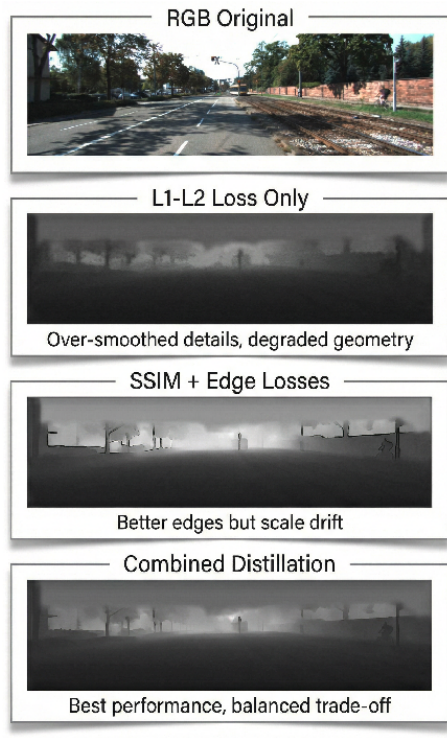 RGB Original
L1-L2 Loss Only
Over-smoothed details, degraded geometry
SSIM + Edge Losses
Better edges but scale drift
Combined Distillation
Best performance, balanced trade-off